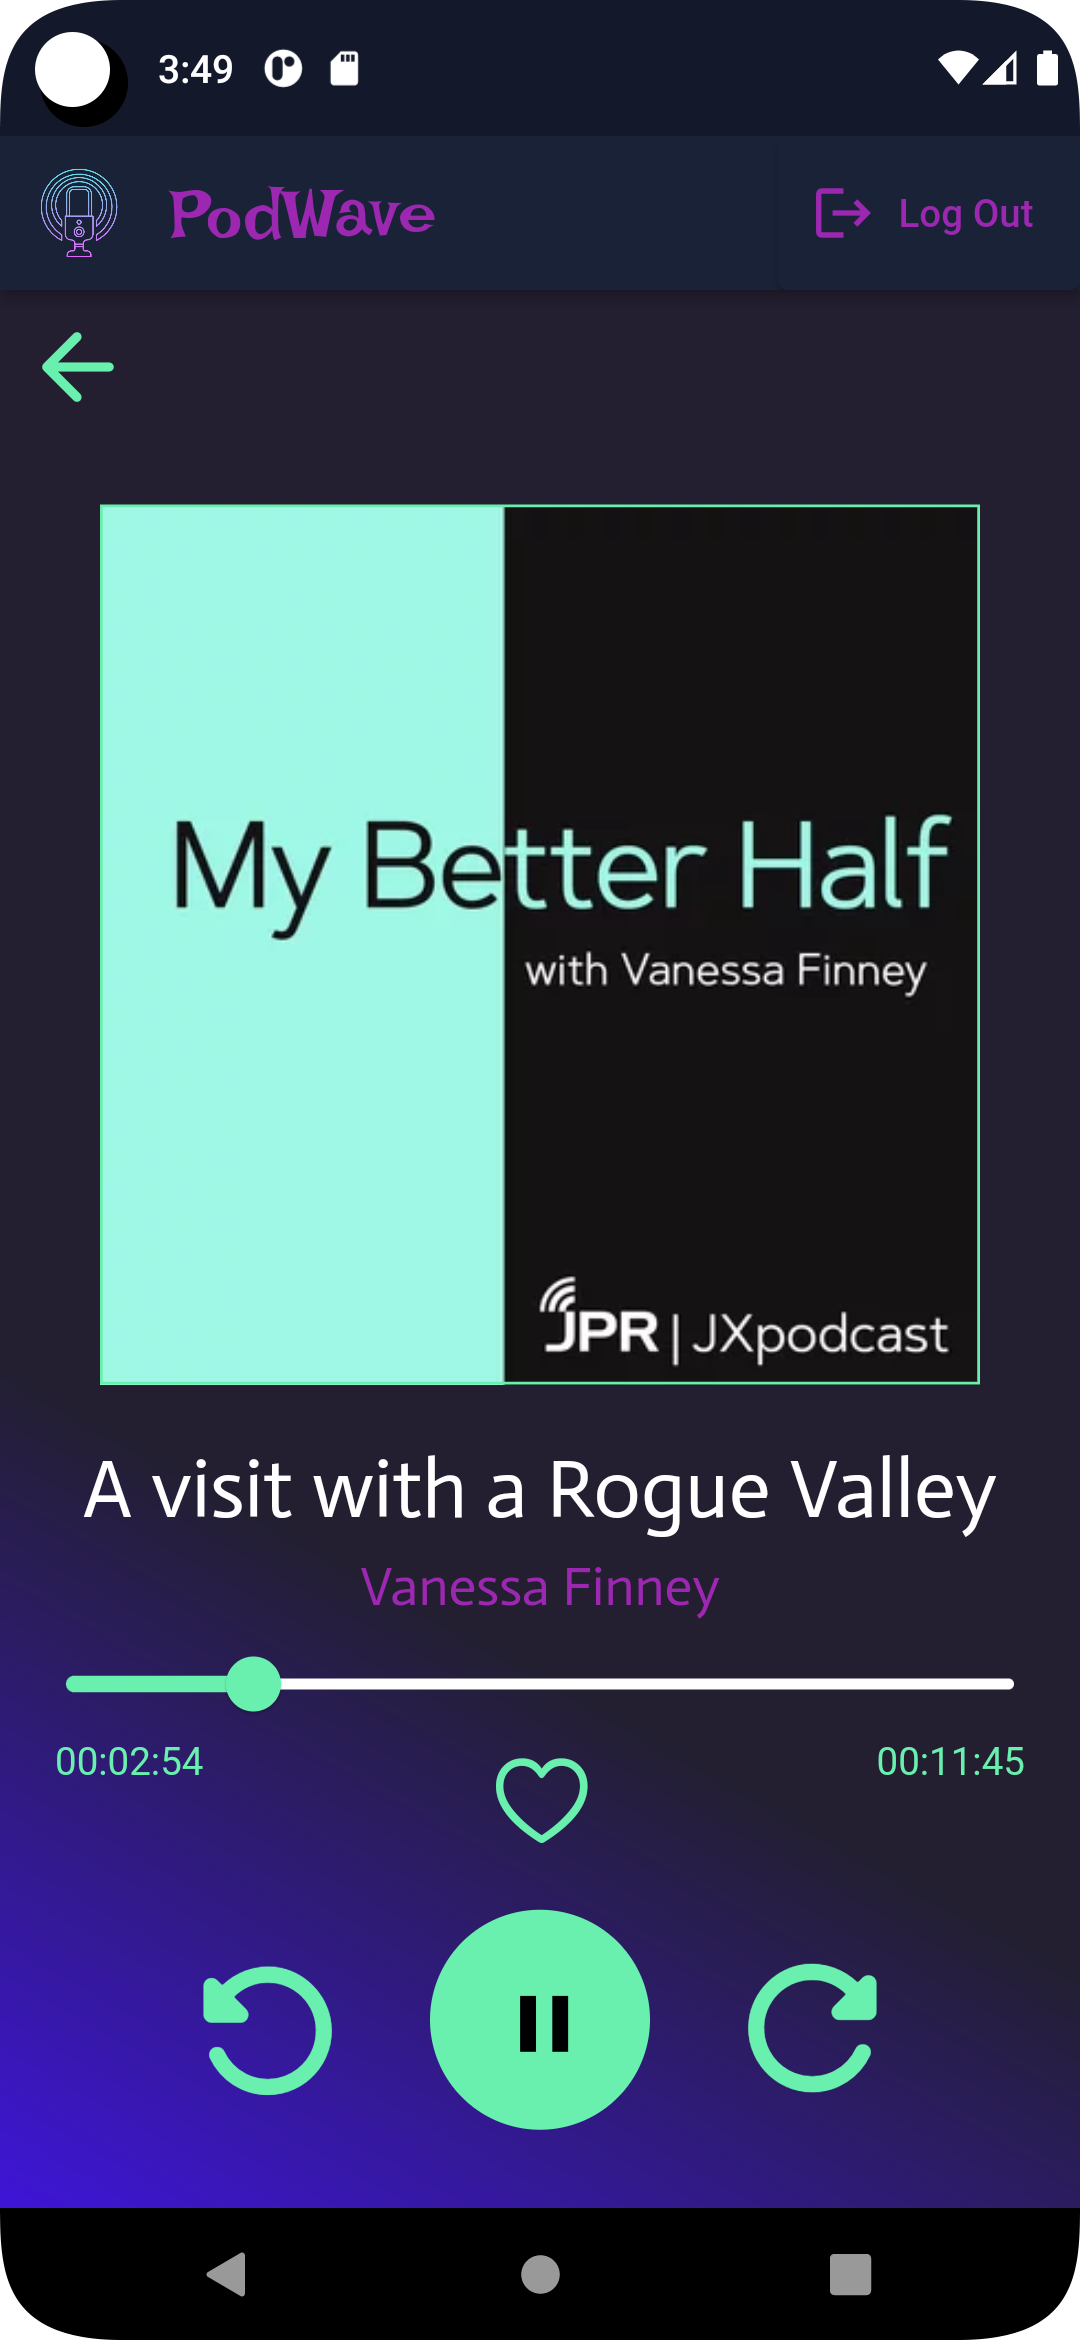 3:49
PodWave
Log Out
My Better Half
with Vanessa Finney
JPR | JXpodcast
A visit with a Rogue Valley
Vanessa Finney
00:02:54
00:11:45